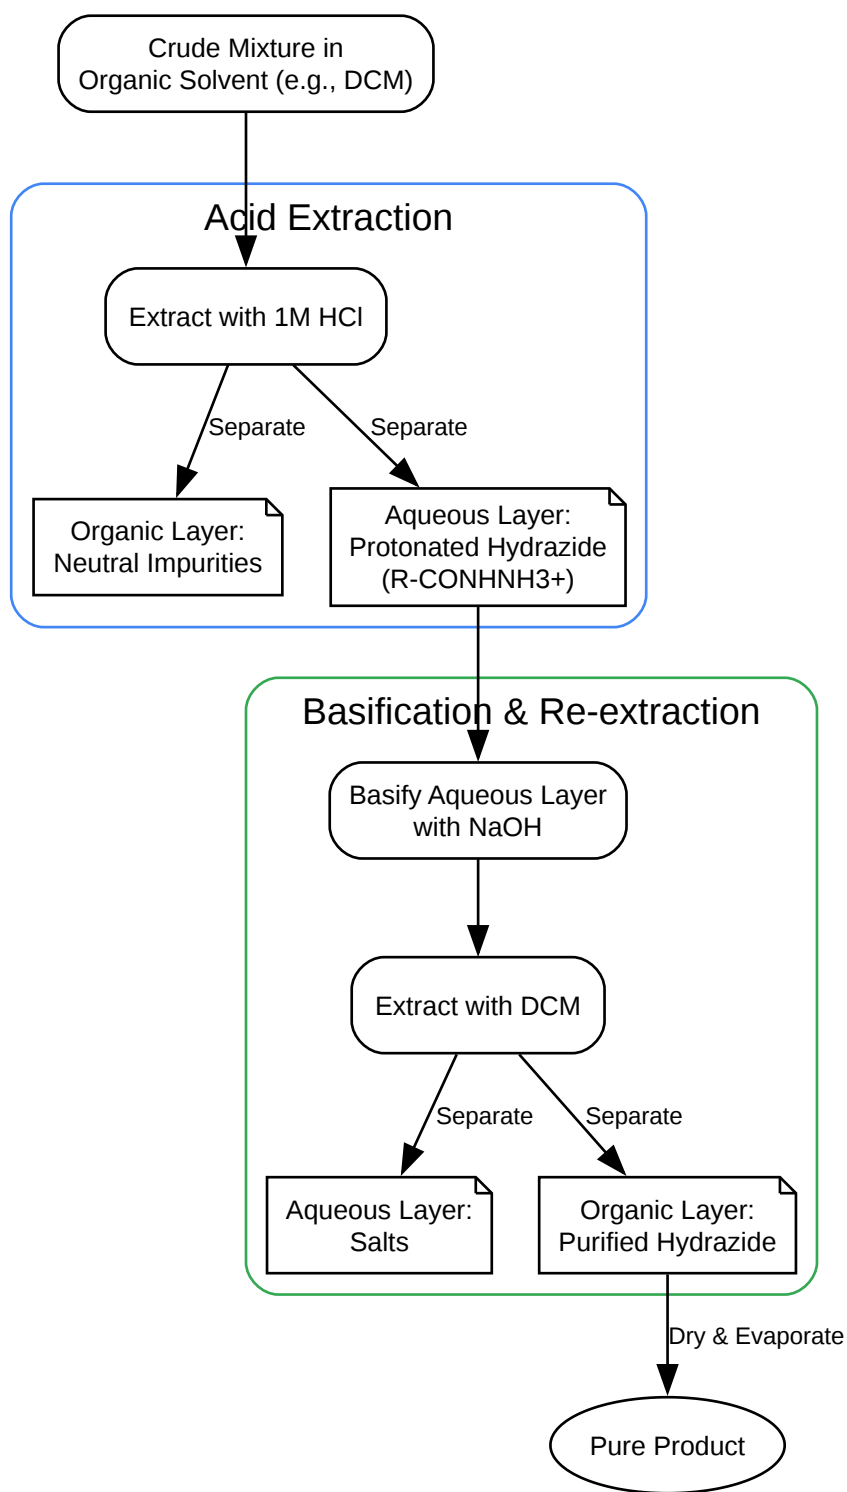 Crude Mixture in
Organic Solvent (e.g., DCM)
Acid Extraction
Extract with 1M HCl
Separate
Separate
Organic Layer:
Neutral Impurities
Aqueous Layer:
Protonated Hydrazide
(R-CONHNH3+)
Basification & Re-extraction
Basify Aqueous Layer
with NaOH
Extract with DCM
Separate
Separate
Aqueous Layer:
Salts
Organic Layer:
Purified Hydrazide
Dry & Evaporate
Pure Product